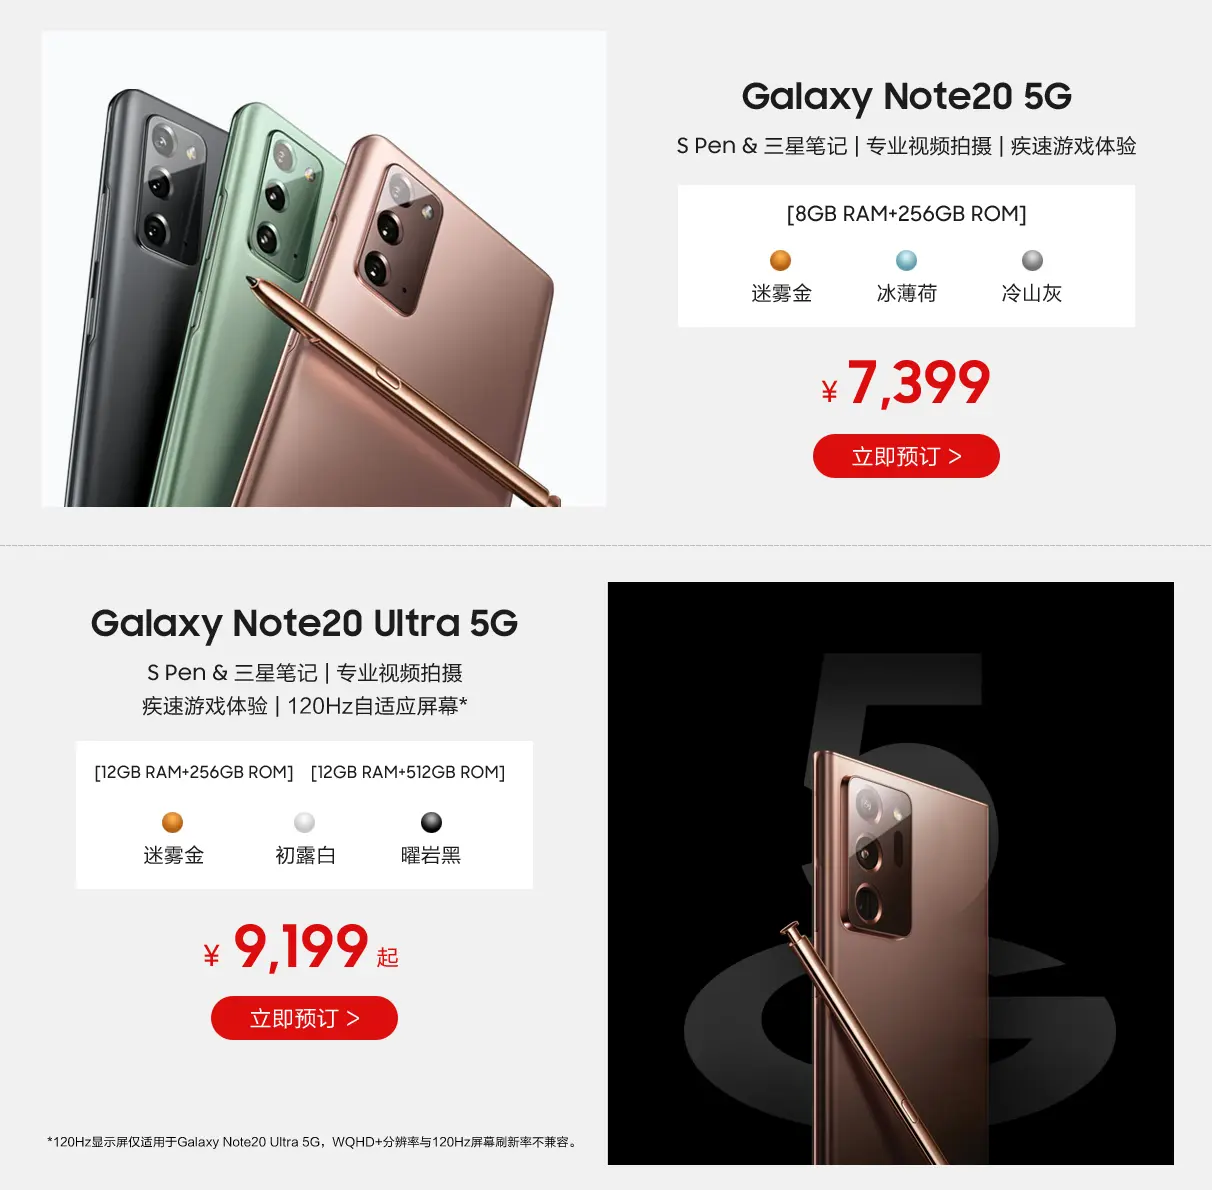 Galaxy Note20 5G
S Pen & 三星笔记 | 专业视频拍摄 | 疾速游戏体验
[8GB RAM+256GB ROM]
迷雾金 冰薄荷 冷山灰
¥ 7,399
立即预订 >
Galaxy Note20 Ultra 5G
S Pen & 三星笔记 | 专业视频拍摄
疾速游戏体验 | 120Hz自适应屏幕*
[12GB RAM+256GB ROM] [12GB RAM+512GB ROM]
迷雾金 初露白 曜岩黑
¥ 9,199 起
立即预订 >
*120Hz显示屏仅适用于Galaxy Note20 Ultra 5G，WQHD+分辨率与120Hz屏幕刷新率不兼容。
5
G